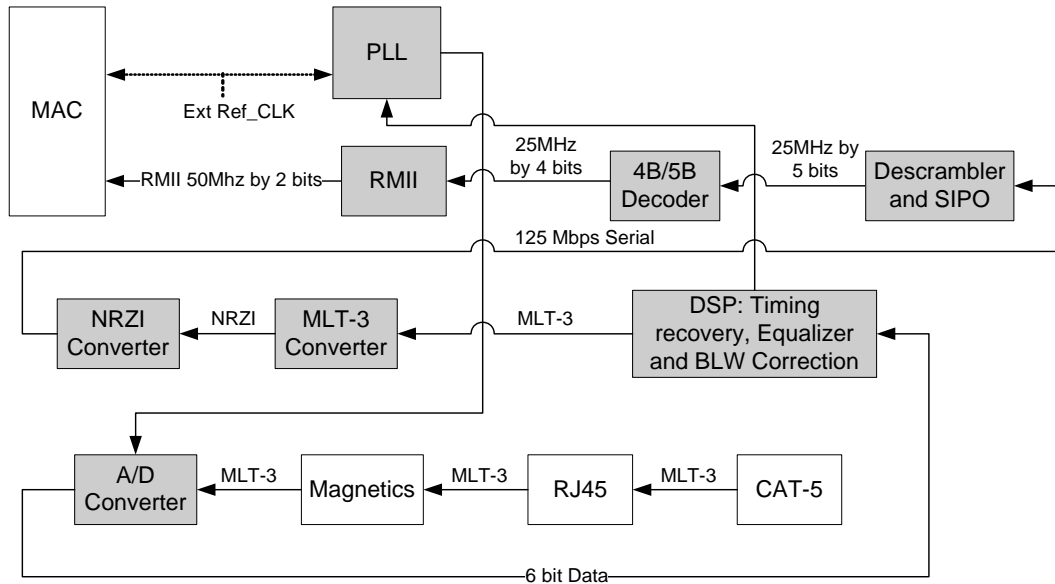 PLL
MAC
Ext Ref_CLK
25MHz
by 4 bits
25MHz by
5 bits
RMII 50Mhz by 2 bits
RMII
4B/5B
Decoder
Descrambler
and SIPO
125 Mbps Serial
NRZI
Converter
NRZI
MLT-3
Converter
MLT-3
DSP: Timing
recovery, Equalizer
and BLW Correction
A/D
Converter
MLT-3
Magnetics
MLT-3
RJ45
MLT-3
CAT-5
6 bit Data